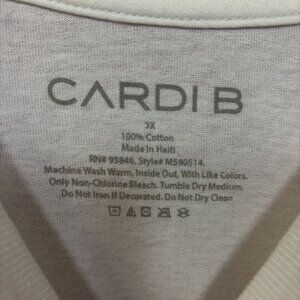 CARDI B
3X
100% Cotton
Made in Haiti
RN# 93846. Style# MS90514.
Machine Wash Warm, Inside Out, With Like Colors.
Only Non-Chlorine Bleach. Tumble Dry Medium.
Do Not Iron if Decorated. Do Not Dry Clean